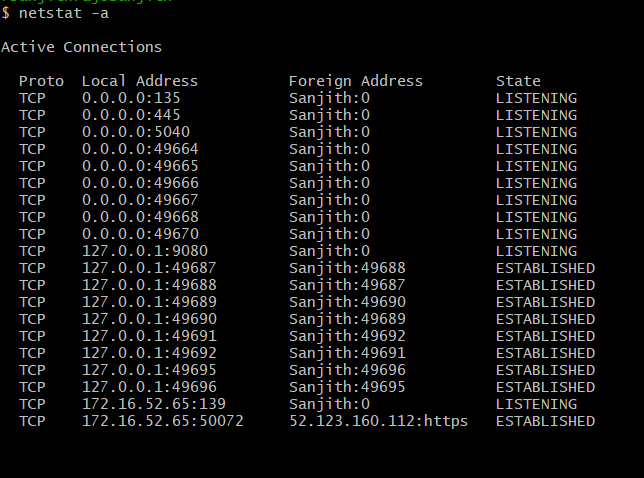 $ netstat -a
Active Connections
Proto Local Address Foreign Address State
TCP 0.0.0.0:135 Sanjith:0 LISTENING
TCP 0.0.0.0:445 Sanjith:0 LISTENING
TCP 0.0.0.0:5040 Sanjith:0 LISTENING
TCP 0.0.0.0:49664 Sanjith:0 LISTENING
TCP 0.0.0.0:49665 Sanjith:0 LISTENING
TCP 0.0.0.0:49666 Sanjith:0 LISTENING
TCP 0.0.0.0:49667 Sanjith:0 LISTENING
TCP 0.0.0.0:49668 Sanjith:0 LISTENING
TCP 0.0.0.0:49670 Sanjith:0 LISTENING
TCP 127.0.0.1:9080 Sanjith:0 LISTENING
TCP 127.0.0.1:49687 Sanjith:49688 ESTABLISHED
TCP 127.0.0.1:49688 Sanjith:49687 ESTABLISHED
TCP 127.0.0.1:49689 Sanjith:49690 ESTABLISHED
TCP 127.0.0.1:49690 Sanjith:49689 ESTABLISHED
TCP 127.0.0.1:49691 Sanjith:49692 ESTABLISHED
TCP 127.0.0.1:49692 Sanjith:49691 ESTABLISHED
TCP 127.0.0.1:49695 Sanjith:49696 ESTABLISHED
TCP 127.0.0.1:49696 Sanjith:49695 ESTABLISHED
TCP 172.16.52.65:139 Sanjith:0 LISTENING
TCP 172.16.52.65:50072 52.123.160.112:https ESTABLISHED